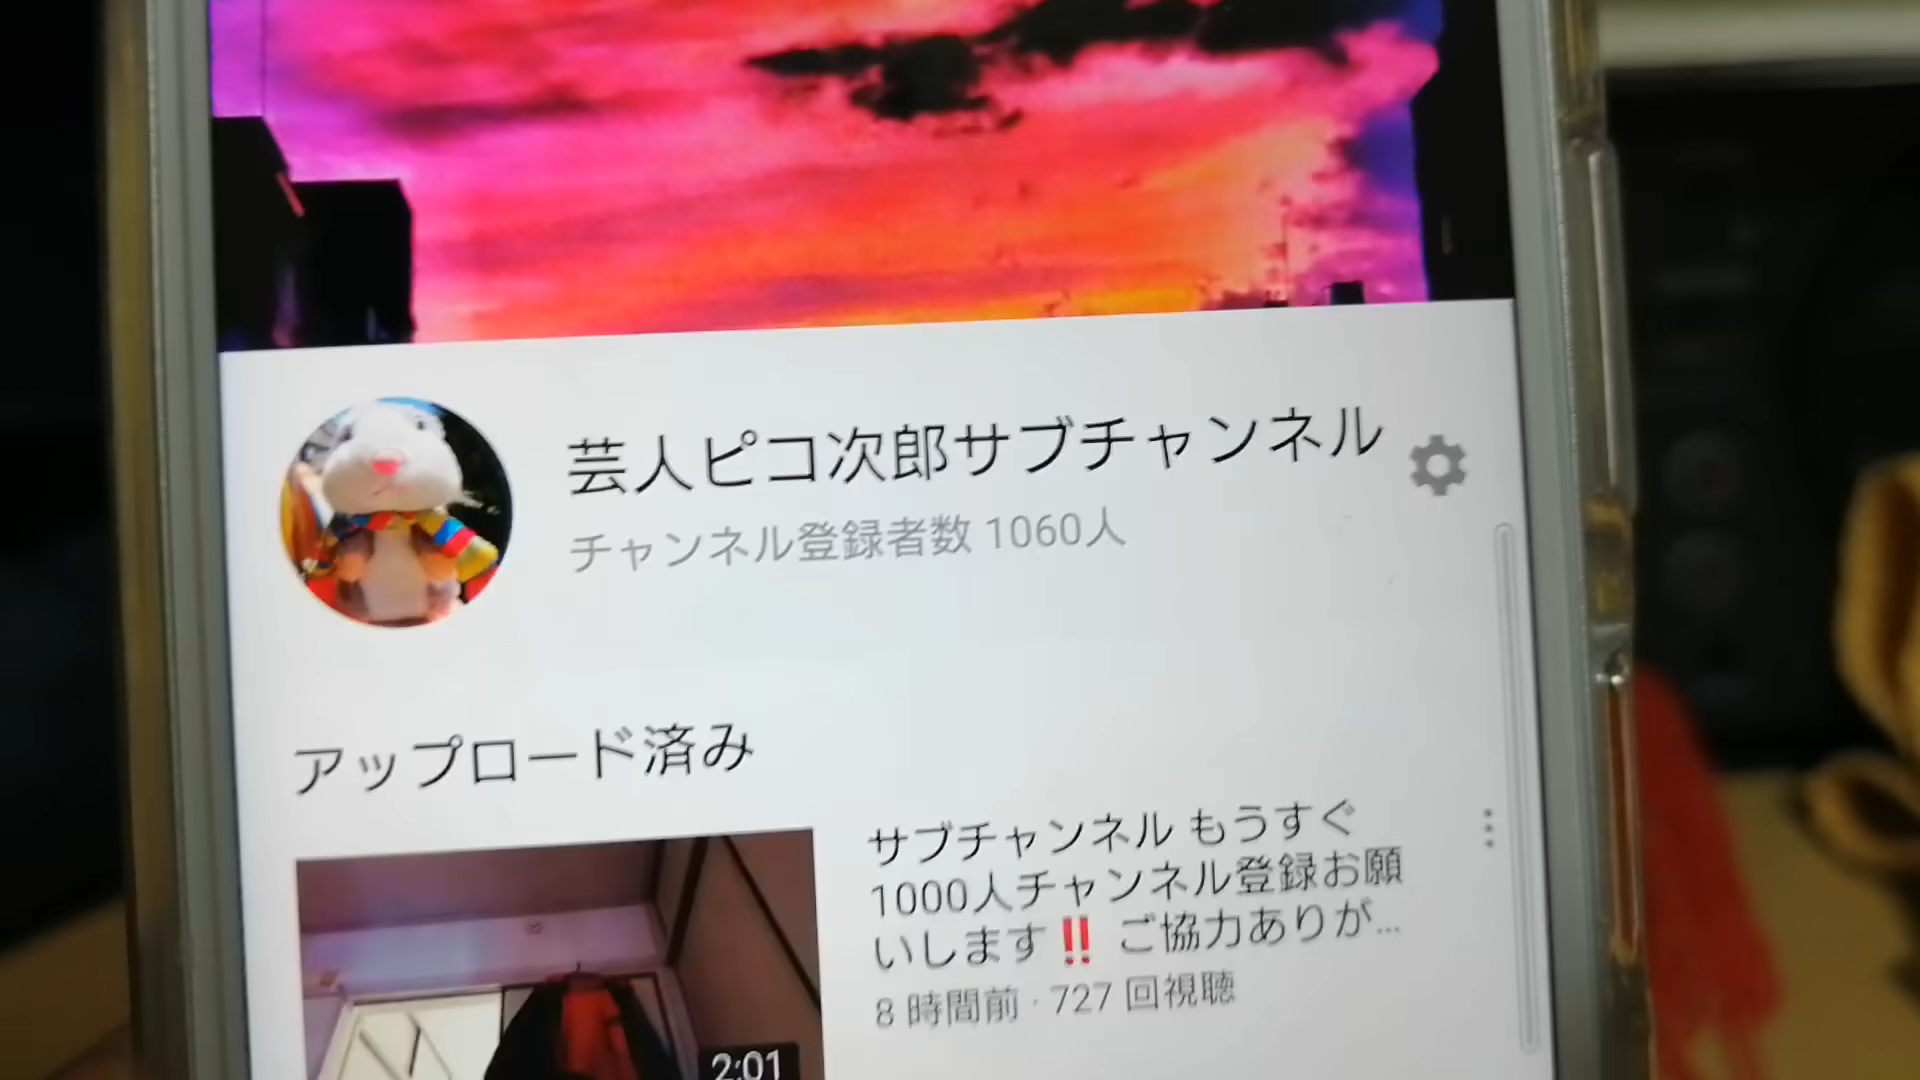 芸人ピコ次郎サブチャンネル
チャンネル登録者数 1060人
アップロード済み
サブチャンネル もうすぐ
1000人チャンネル登録お願
いします‼ ご協力ありが...
8 時間前・727 回視聴
2:01